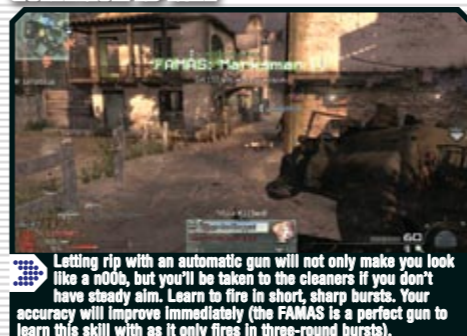 FAMAS: Marksman IV
60
Letting rip with an automatic gun will not only make you look
like a n00b, but you'll be taken to the cleaners if you don't
have steady aim. Learn to fire in short, sharp bursts. Your
accuracy will improve immediately (the FAMAS is a perfect gun to
learn this skill with as it only fires in three-round bursts).